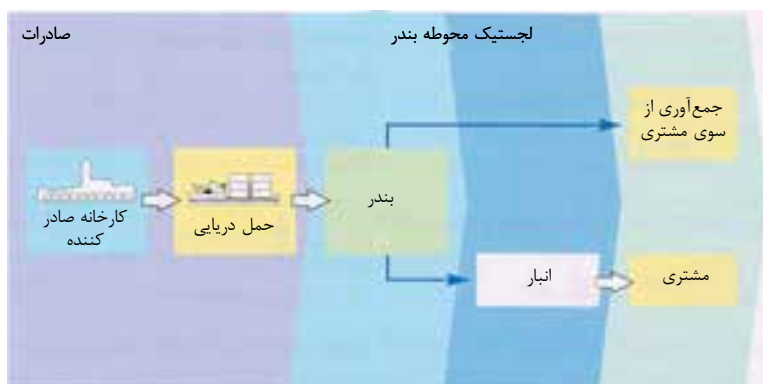 صادرات
لجستیک محوطه بندر
جمع‌آوری از
سوی مشتری
کارخانه صادر
کننده
حمل دریایی
بندر
انبار
مشتری